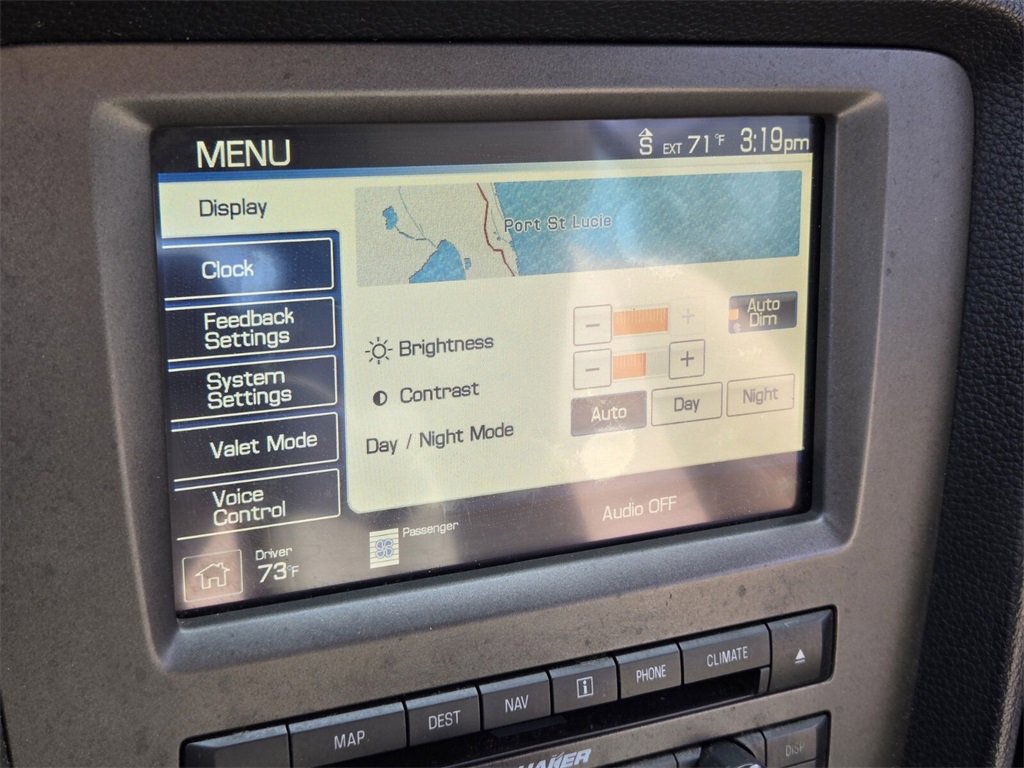 MENU
S EXT 71°F 3:19pm
Display
Port St Lucie
Clock
Feedback
Settings
System
Settings
Valet Mode
Voice
Control
Brightness
− +
Auto
Dim
Contrast
− +
Day / Night Mode
Auto Day Night
Audio OFF
Driver
73°F
Passenger
MAP DEST NAV i PHONE CLIMATE
DISP